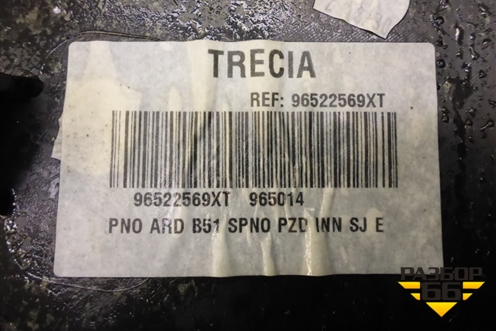 TRECIA
REF: 96522569XT
96522569XT 965014
PNO ARD B51 SPNO PZD INN SJ E
РАЗБОР
66